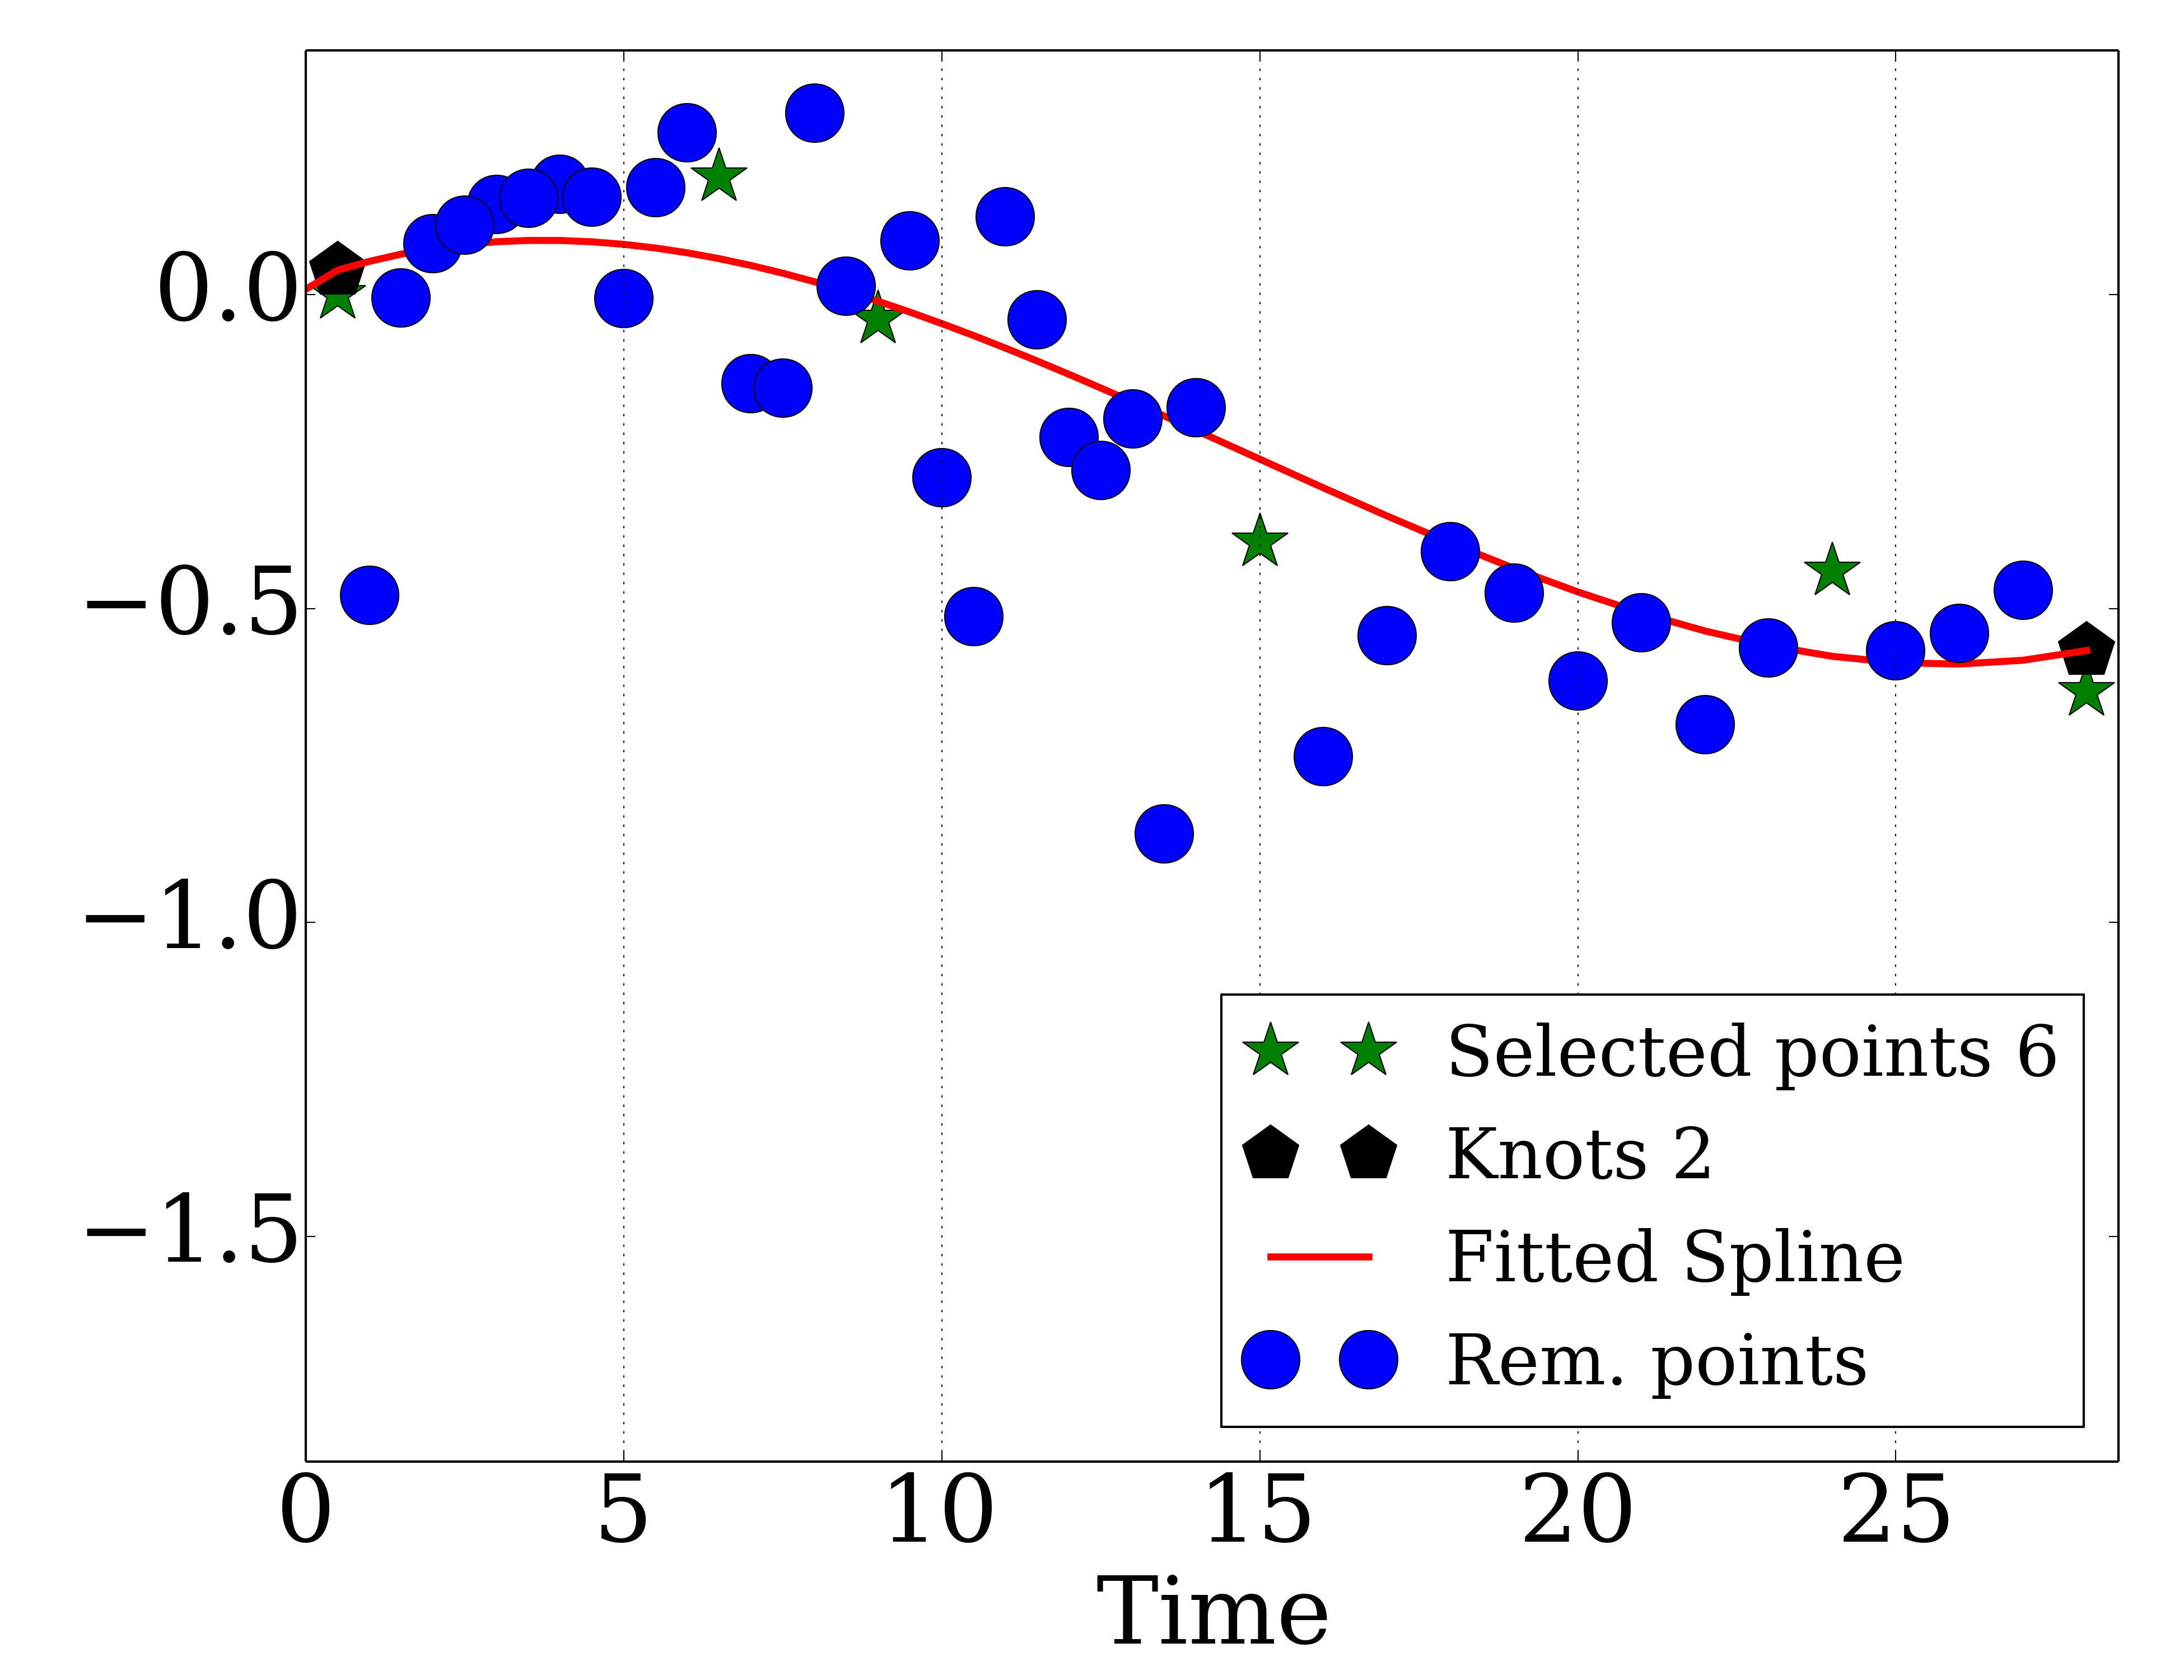 0.0
−0.5
−1.0
−1.5
Selected points 6
Knots 2
Fitted Spline
Rem. points
0 5 10 15 20 25
Time